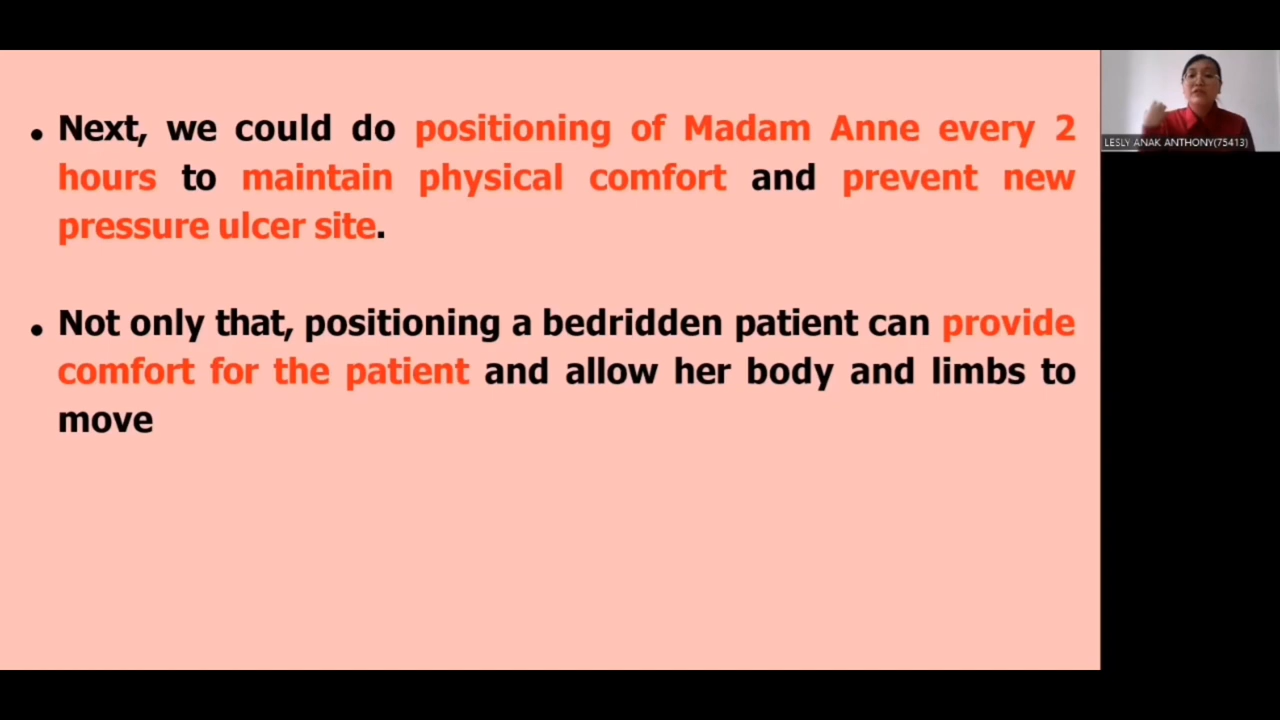 • Next, we could do positioning of Madam Anne every 2
hours to maintain physical comfort and prevent new
pressure ulcer site.
• Not only that, positioning a bedridden patient can provide
comfort for the patient and allow her body and limbs to
move
LESLY ANAK ANTHONY(75413)